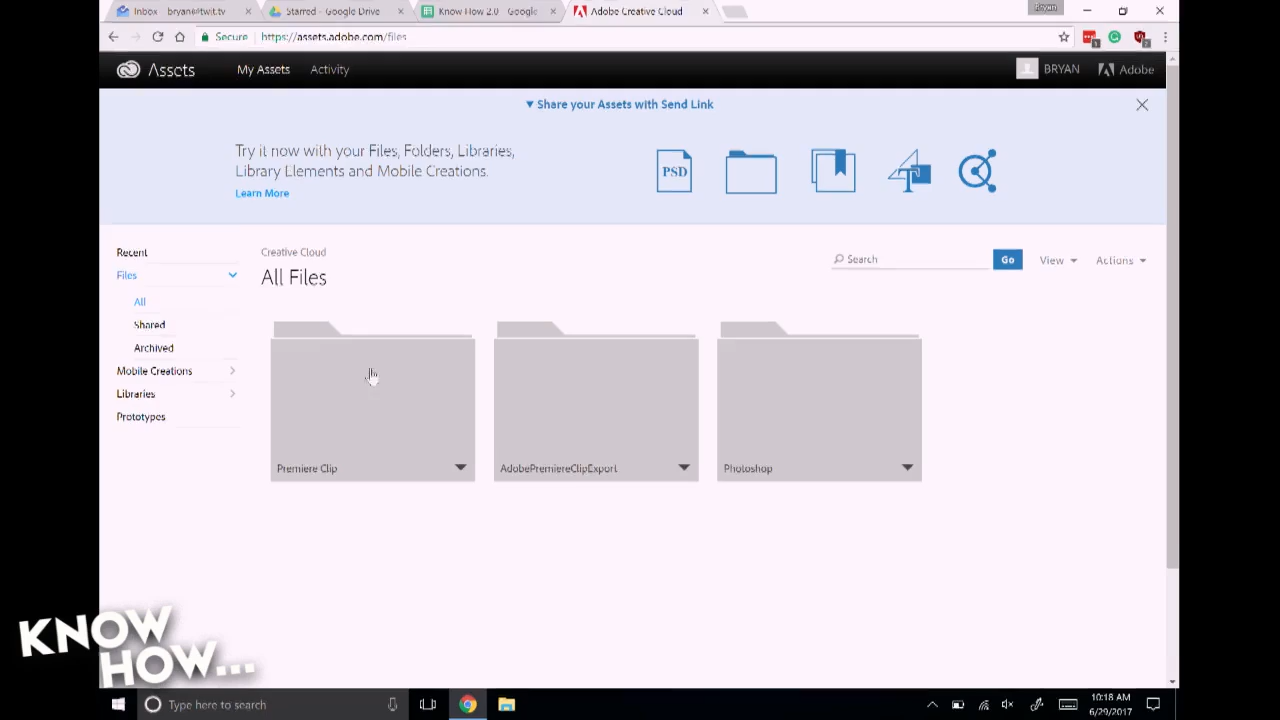 Inbox bryan@twit.tv
Starred - Google Drive
Know How 2.0 Google
Adobe Creative Cloud
Bryan
Secure https://assets.adobe.com/files
Assets
My Assets
Activity
BRYAN
Adobe
▼ Share your Assets with Send Link
Try it now with your Files, Folders, Libraries,
Library Elements and Mobile Creations.
Learn More
PSD
Recent
Files
All
Shared
Archived
Mobile Creations
Libraries
Prototypes
Creative Cloud
All Files
Search
Go
View
Actions
Premiere Clip
AdobePremiereClipExport
Photoshop
KNOW
HOW...
Type here to search
10:18 AM
6/29/2017